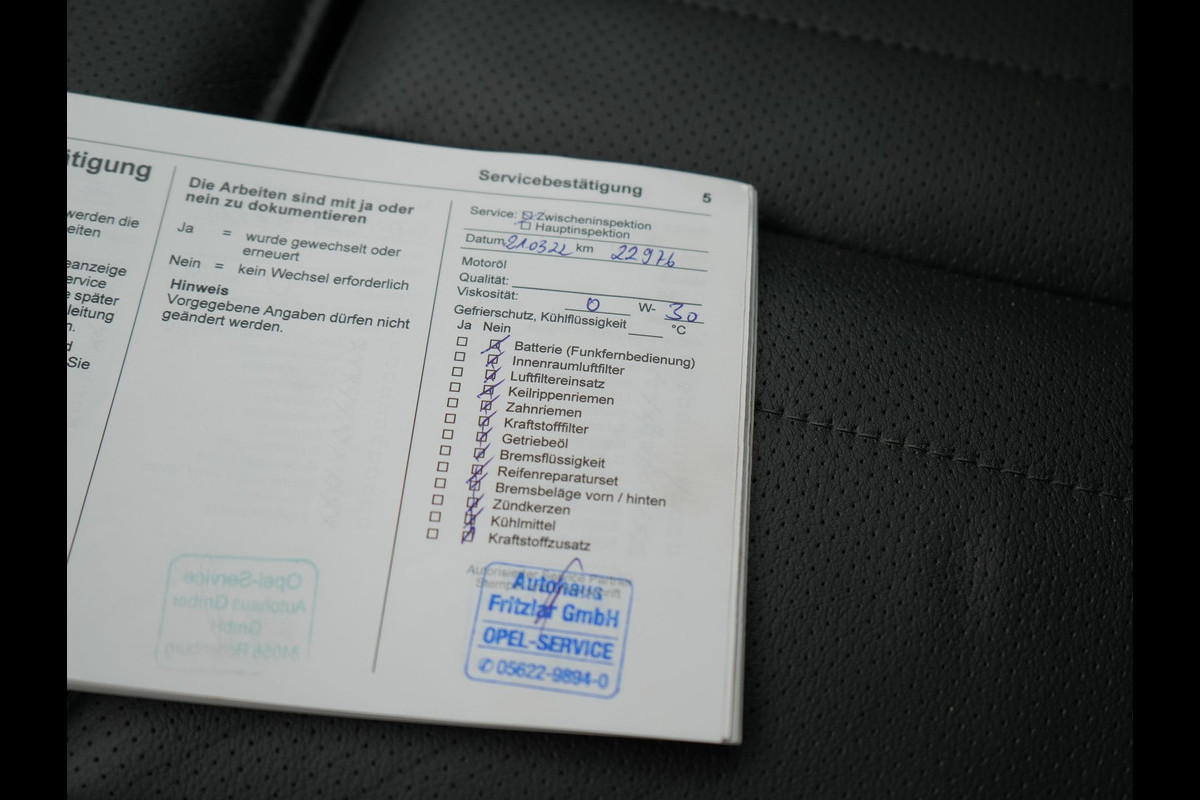 tigung
werden die
eiten
eanzeige
ervice
später
leitung
n.
d
Sie
Die Arbeiten sind mit ja oder
nein zu dokumentieren
Ja = wurde gewechselt oder
erneuert
Nein = kein Wechsel erforderlich
Hinweis
Vorgegebene Angaben dürfen nicht
geändert werden.
Opel-Service
Autohaus Gruber
GmbH
Servicebestätigung 5
Service: Zwischeninspektion
Hauptinspektion
Datum 210322 km 22976
Motoröl
Qualität:
Viskosität: 0 W- 30
Gefrierschutz, Kühlflüssigkeit °C
Ja Nein
Batterie (Funkfernbedienung)
Innenraumluftfilter
Luftfiltereinsatz
Keilrippenriemen
Zahnriemen
Kraftstofffilter
Getriebeöl
Bremsflüssigkeit
Reifenreparaturset
Bremsbeläge vorn / hinten
Zündkerzen
Kühlmittel
Kraftstoffzusatz
Autohaus
Fritzlar GmbH
OPEL-SERVICE
✆ 05622-9894-0